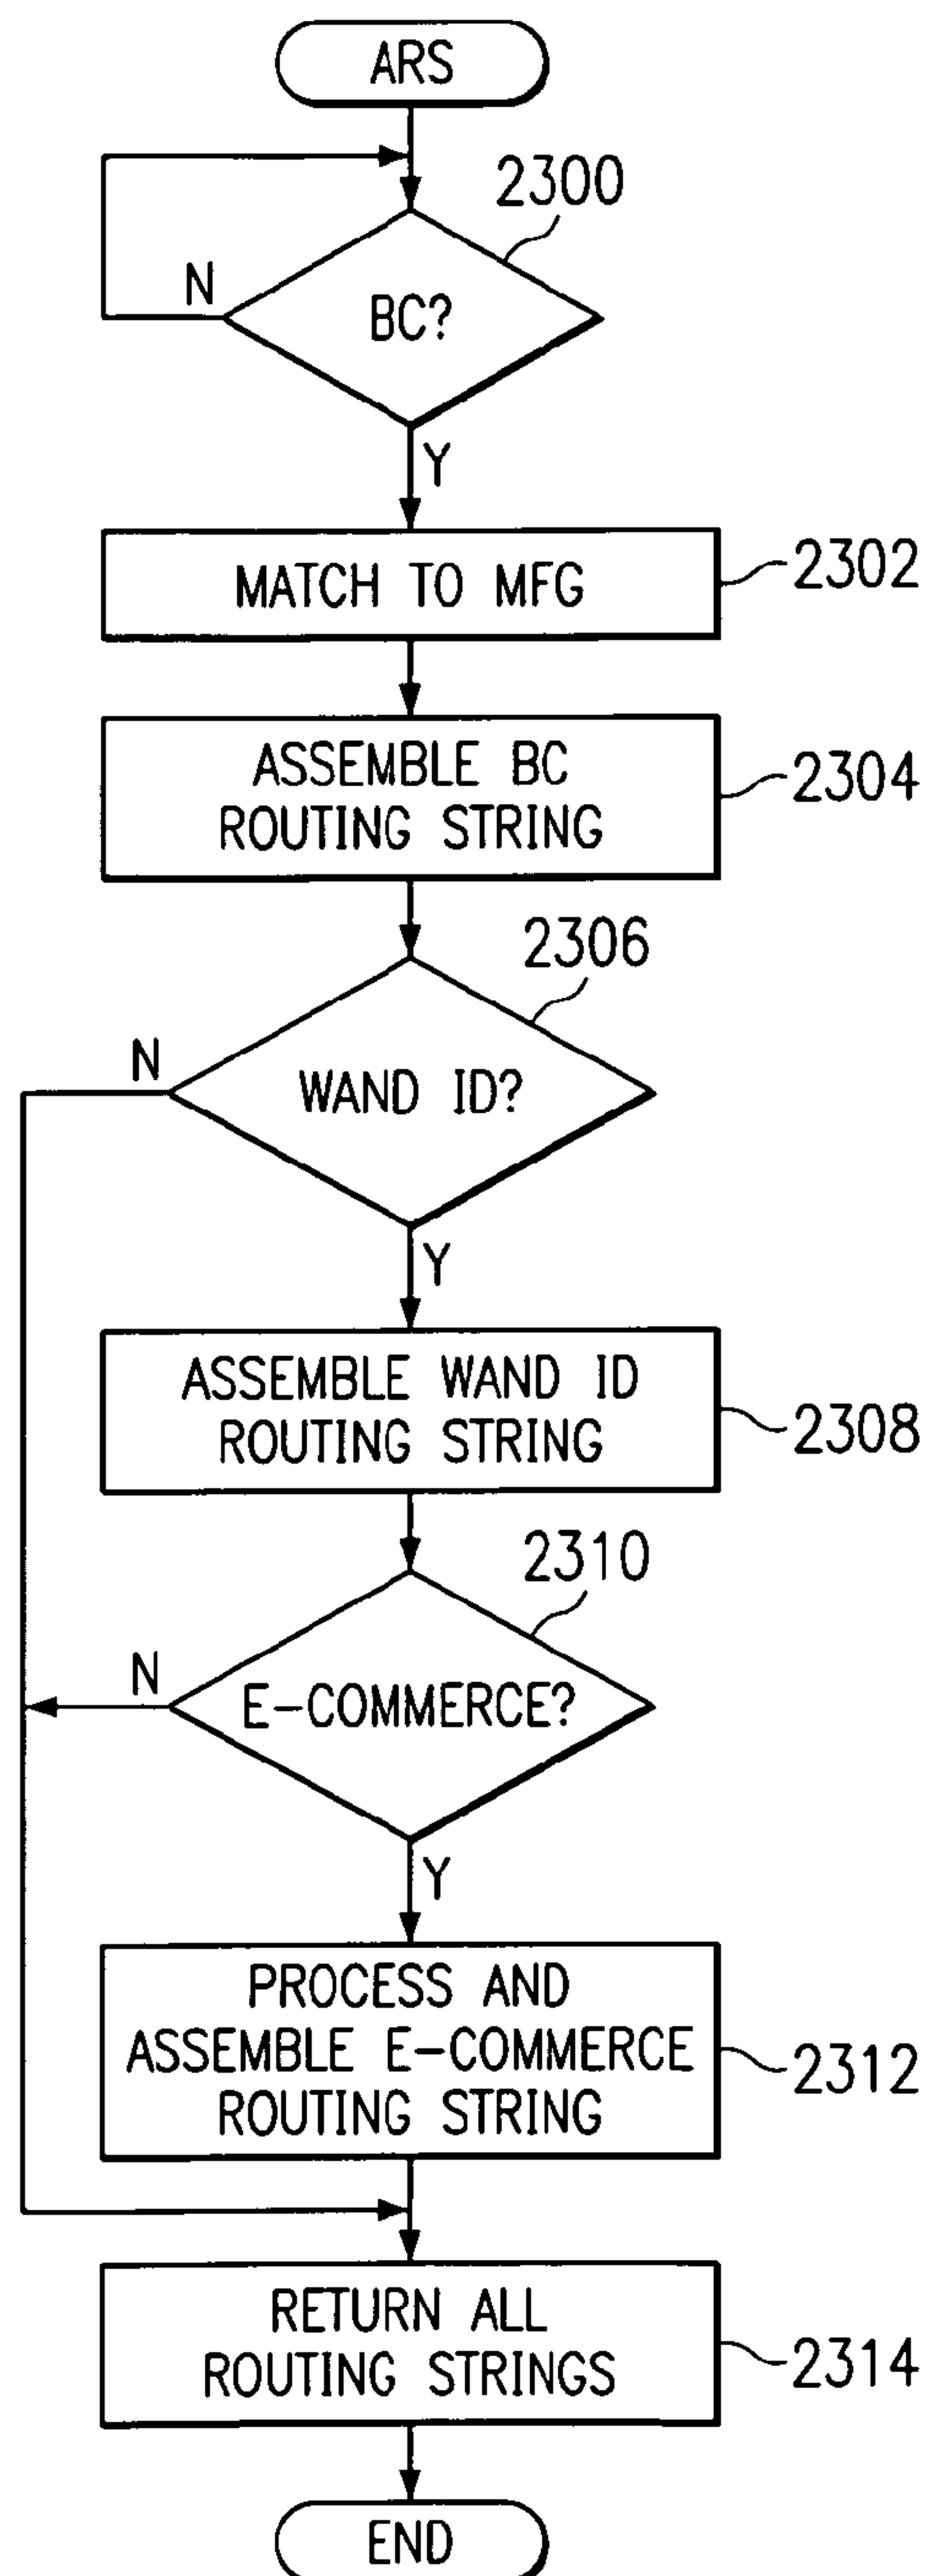 ARS
2300
N
BC?
Y
MATCH TO MFG
2302
ASSEMBLE BC
ROUTING STRING
2304
2306
N
WAND ID?
Y
ASSEMBLE WAND ID
ROUTING STRING
2308
2310
N
E-COMMERCE?
Y
PROCESS AND
ASSEMBLE E-COMMERCE
ROUTING STRING
2312
RETURN ALL
ROUTING STRINGS
2314
END